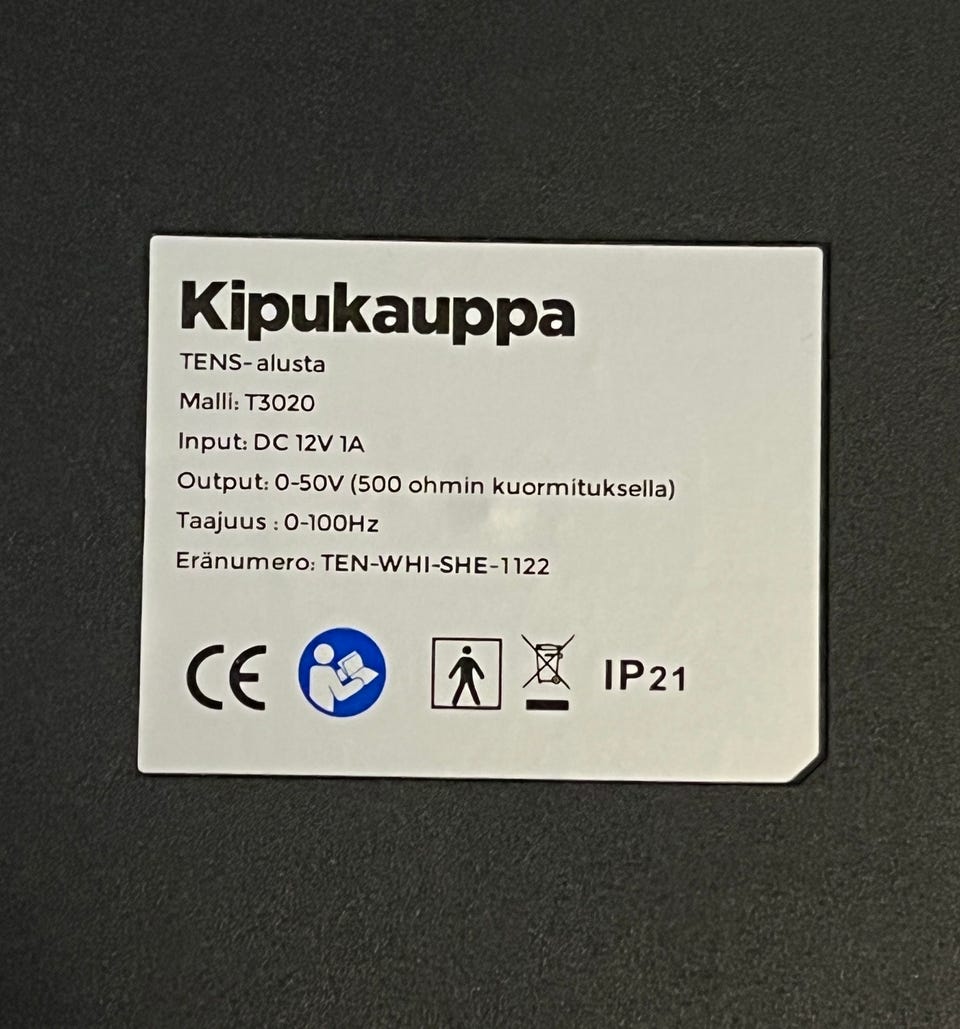 Kipukauppa
TENS-alusta
Malli: T3020
Input: DC 12V 1A
Output: 0-50V (500 ohmin kuormituksella)
Taajuus : 0-100Hz
Eränumero: TEN-WHI-SHE-1122
CE IP21